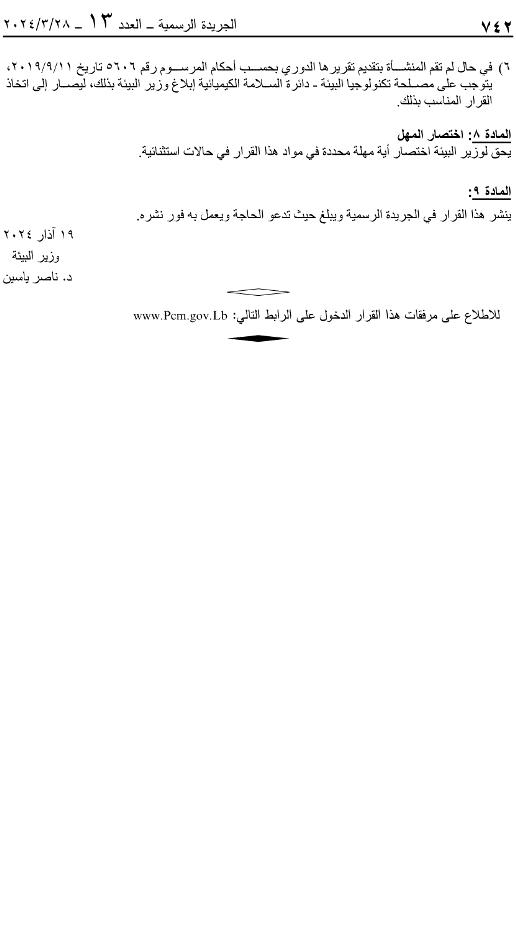 ٧٤٢
الجريدة الرسمية ــ العدد ١٣ ــ ٢٠٢٤/٣/٢٨
٦) في حال لم تقم المنشأة بتقديم تقريرها الدوري بحسب أحكام المرسوم رقم ٥٦٠٦ تاريخ ٢٠١٩/٩/١١،
يتوجب على مصلحة تكنولوجيا البيئة - دائرة السلامة الكيميائية إبلاغ وزير البيئة بذلك، ليصار إلى اتخاذ
القرار المناسب بذلك.
المادة ٨: اختصار المهل
يحق لوزير البيئة اختصار أية مهلة محددة في مواد هذا القرار في حالات استثنائية.
المادة ٩:
ينشر هذا القرار في الجريدة الرسمية ويبلغ حيث تدعو الحاجة ويعمل به فور نشره.
١٩ آذار ٢٠٢٤
وزير البيئة
د. ناصر ياسين
للاطلاع على مرفقات هذا القرار الدخول على الرابط التالي: www.Pcm.gov.Lb